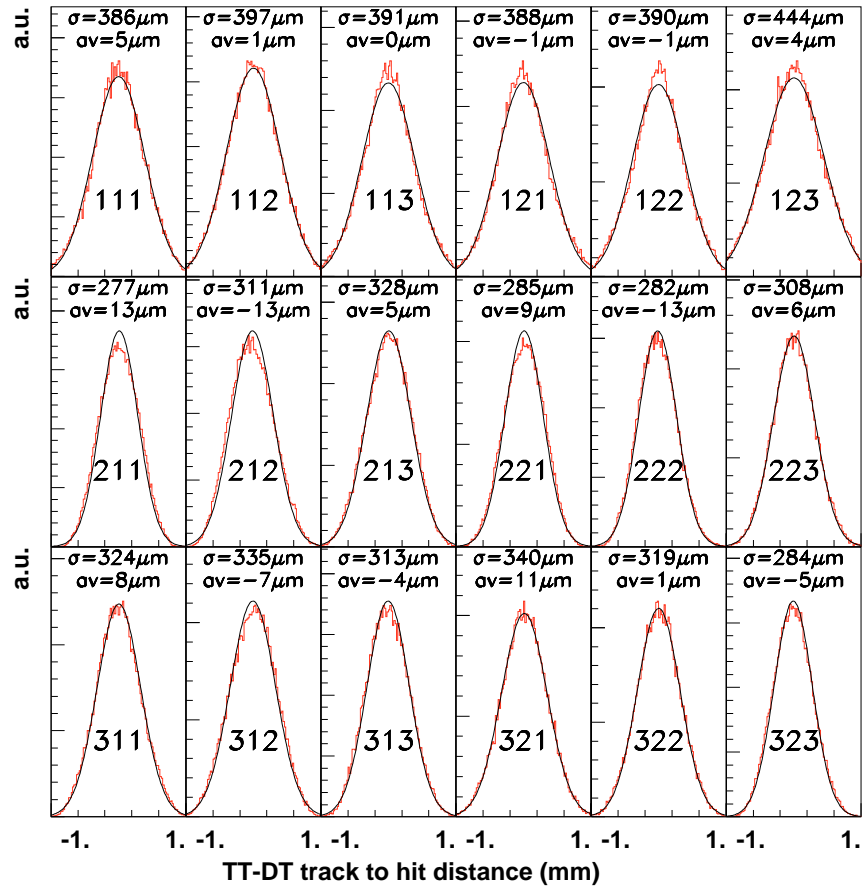 a.u.
σ=386μm σ=397μm σ=391μm σ=388μm σ=390μm σ=444μm
av=5μm av=1μm av=0μm av=−1μm av=−1μm av=4μm
111 112 113 121 122 123
a.u.
σ=277μm σ=311μm σ=328μm σ=285μm σ=282μm σ=308μm
av=13μm av=−13μm av=5μm av=9μm av=−13μm av=6μm
211 212 213 221 222 223
a.u.
σ=324μm σ=335μm σ=313μm σ=340μm σ=319μm σ=284μm
av=8μm av=−7μm av=−4μm av=11μm av=1μm av=−5μm
311 312 313 321 322 323
-1. 1. -1. 1. -1. 1. -1. 1. -1. 1. -1. 1.
TT-DT track to hit distance (mm)